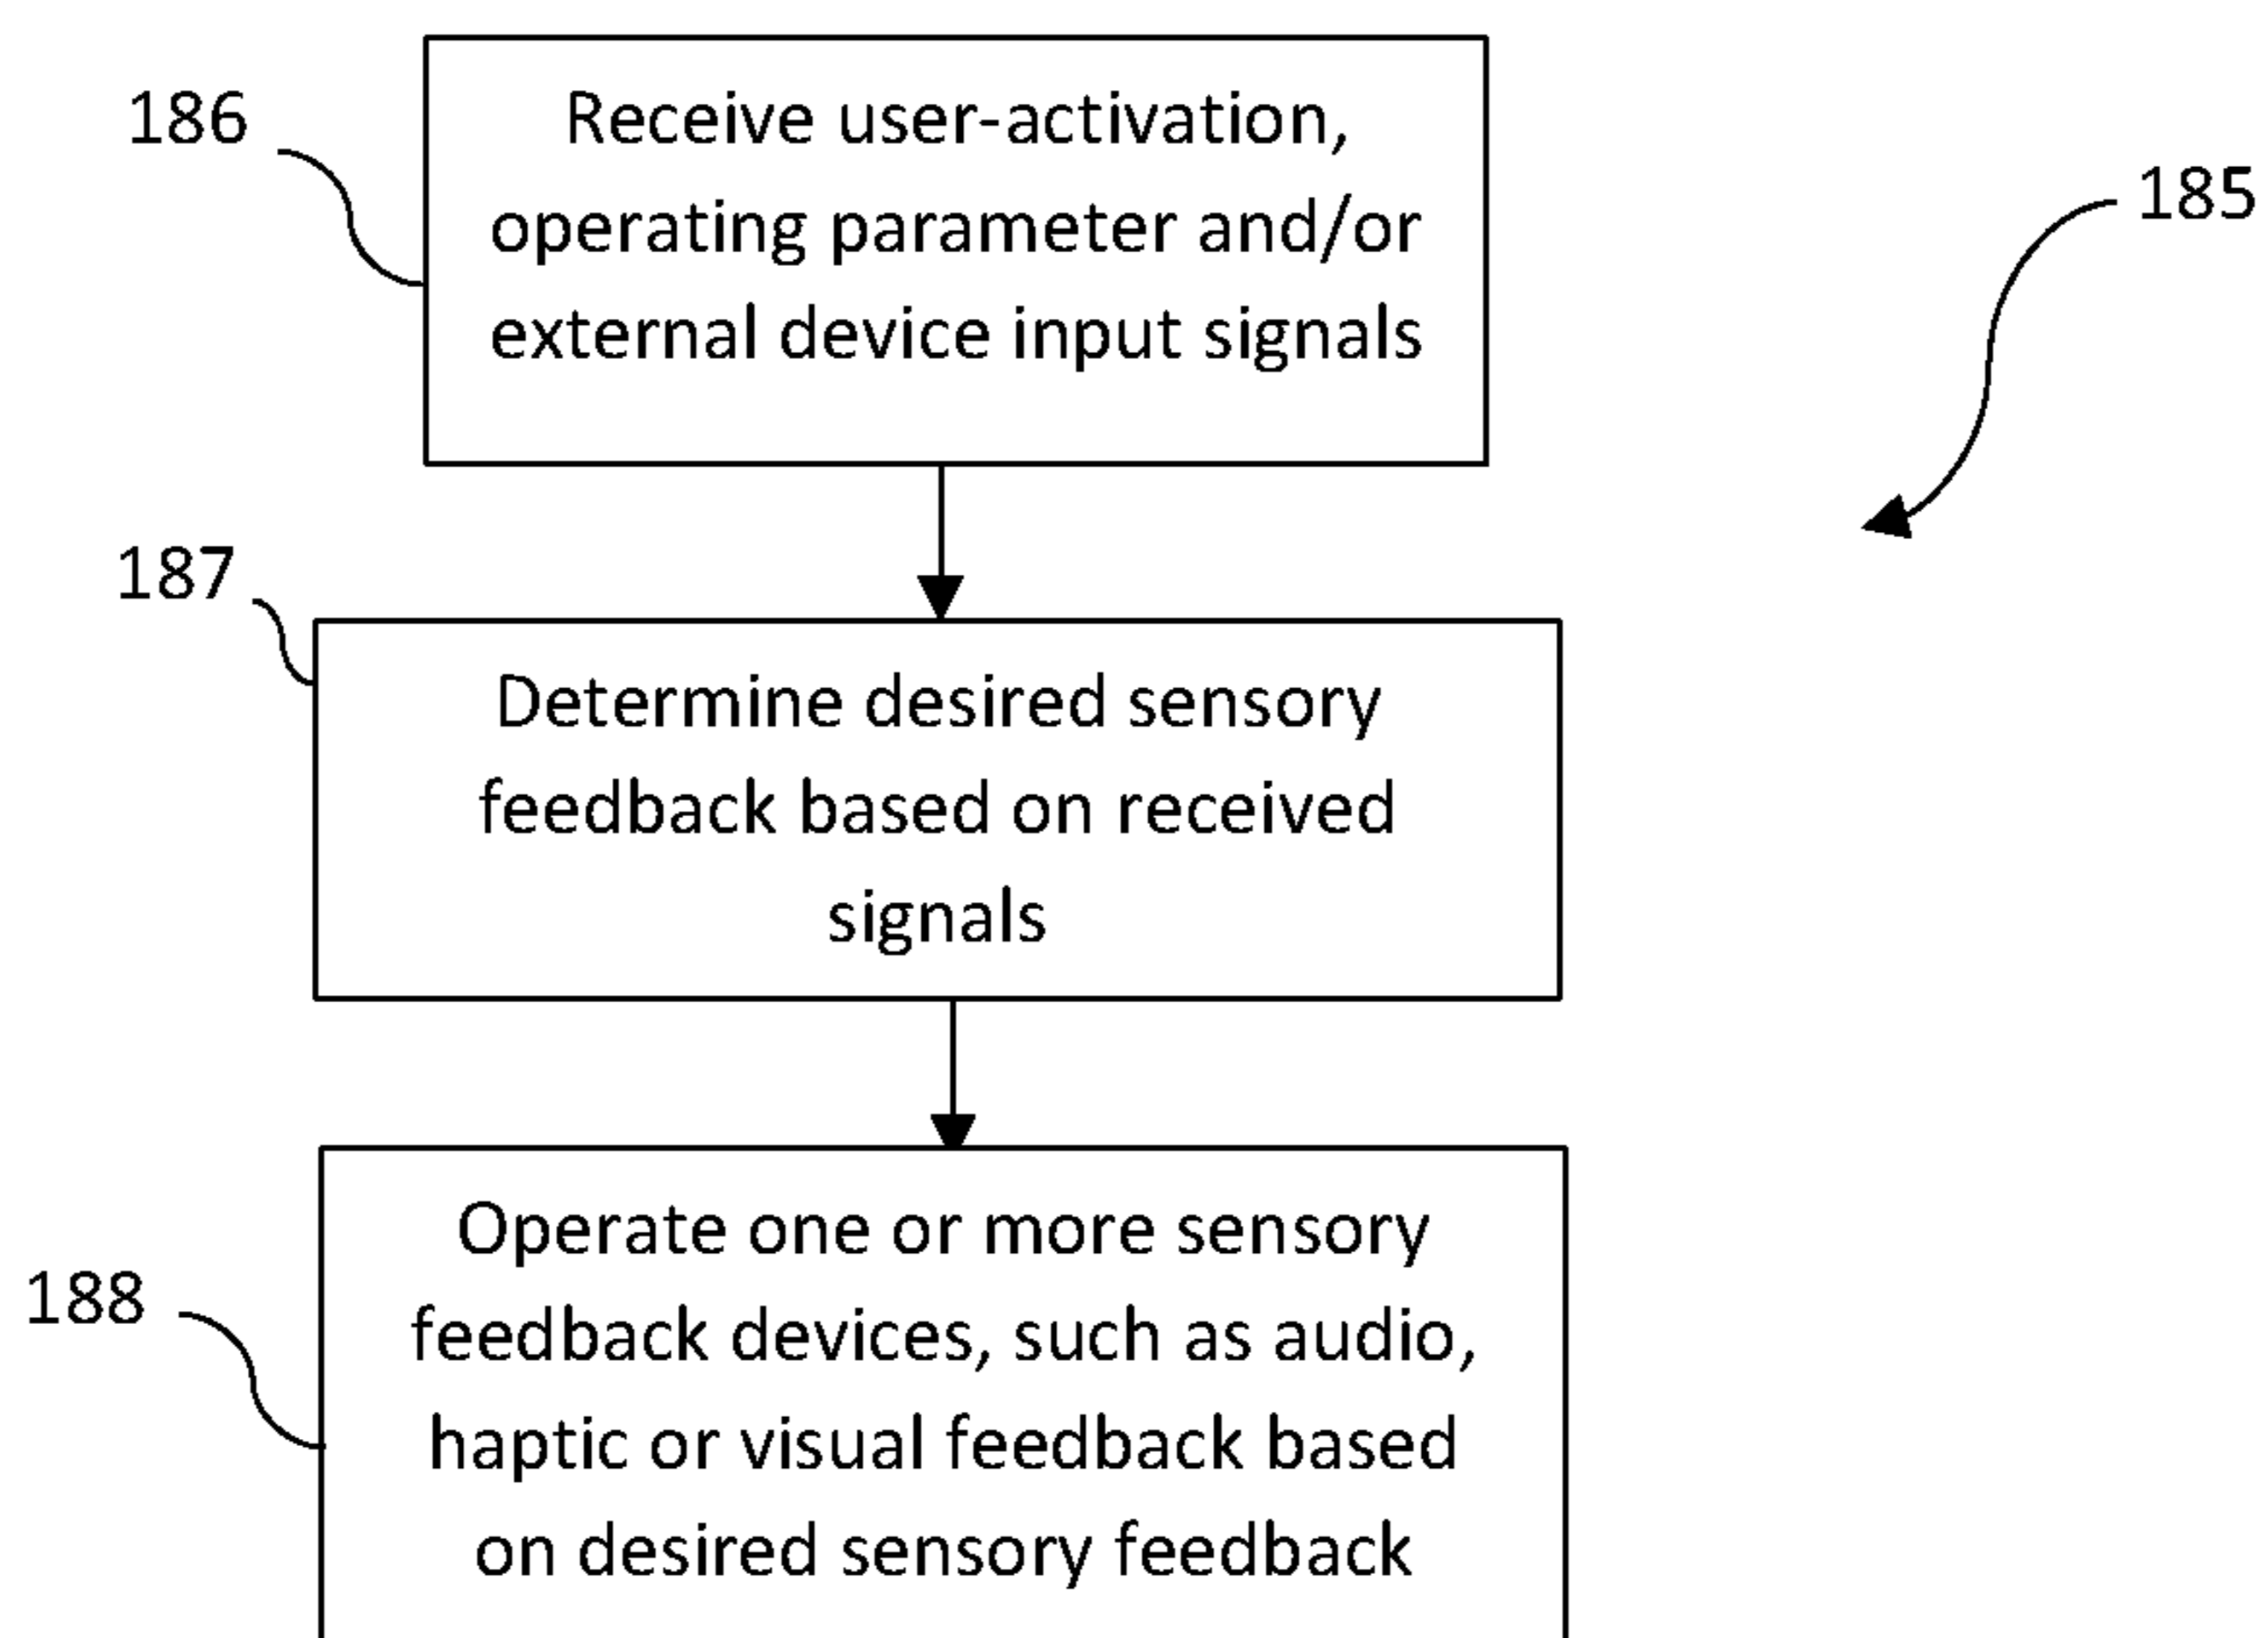 186
Receive user-activation,
operating parameter and/or
external device input signals
185
187
Determine desired sensory
feedback based on received
signals
188
Operate one or more sensory
feedback devices, such as audio,
haptic or visual feedback based
on desired sensory feedback